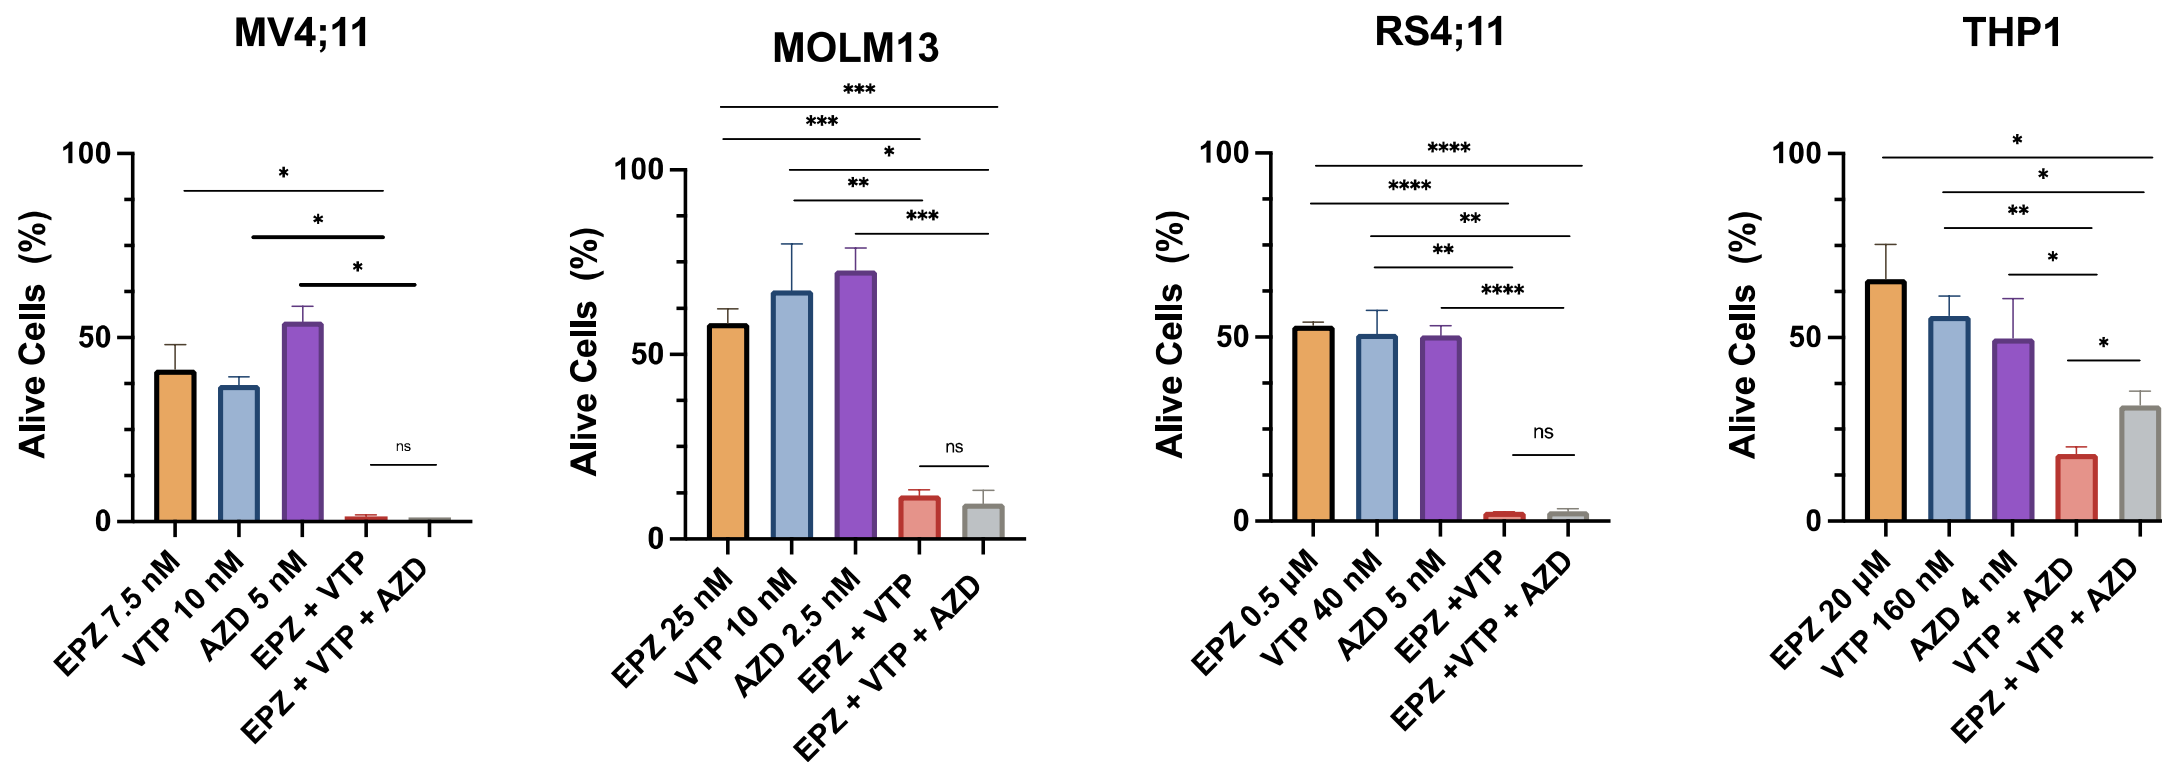 MV4;11
Alive Cells (%)
100
50
0
*
*
*
ns
EPZ 7.5 nM
VTP 10 nM
AZD 5 nM
EPZ + VTP
EPZ + VTP + AZD
MOLM13
Alive Cells (%)
100
50
0
***
***
*
**
***
ns
EPZ 25 nM
VTP 10 nM
AZD 2.5 nM
EPZ + VTP
EPZ + VTP + AZD
RS4;11
Alive Cells (%)
100
50
0
****
****
**
**
****
ns
EPZ 0.5 µM
VTP 40 nM
AZD 5 nM
EPZ +VTP
EPZ +VTP + AZD
THP1
Alive Cells (%)
100
50
0
*
*
**
*
*
EPZ 20 µM
VTP 160 nM
AZD 4 nM
VTP + AZD
EPZ + VTP + AZD